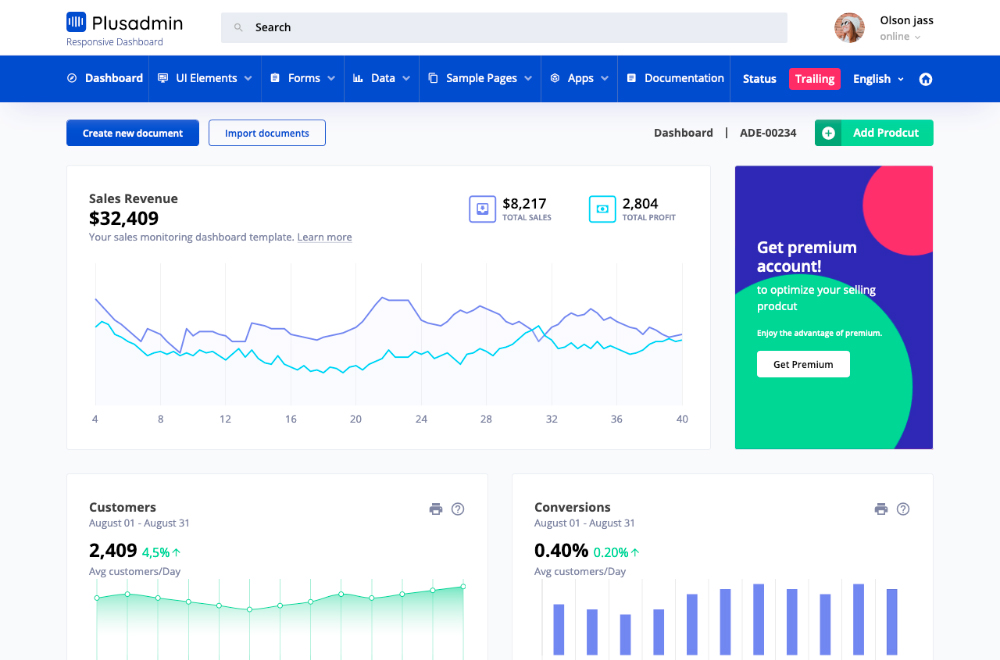 Plusadmin
Responsive Dashboard
Search
Olson jass
online
Dashboard UI Elements Forms Data Sample Pages Apps Documentation Status Trailing English
Create new document Import documents Dashboard | ADE-00234 Add Prodcut
Sales Revenue
$32,409
Your sales monitoring dashboard template. Learn more
$8,217
TOTAL SALES
2,804
TOTAL PROFIT
4 8 12 16 20 24 28 32 36 40
Get premium
account!
to optimize your selling
prodcut
Enjoy the advantage of premium.
Get Premium
Customers
August 01 - August 31
2,409 4,5%↑
Avg customers/Day
Conversions
August 01 - August 31
0.40% 0.20%↑
Avg customers/Day